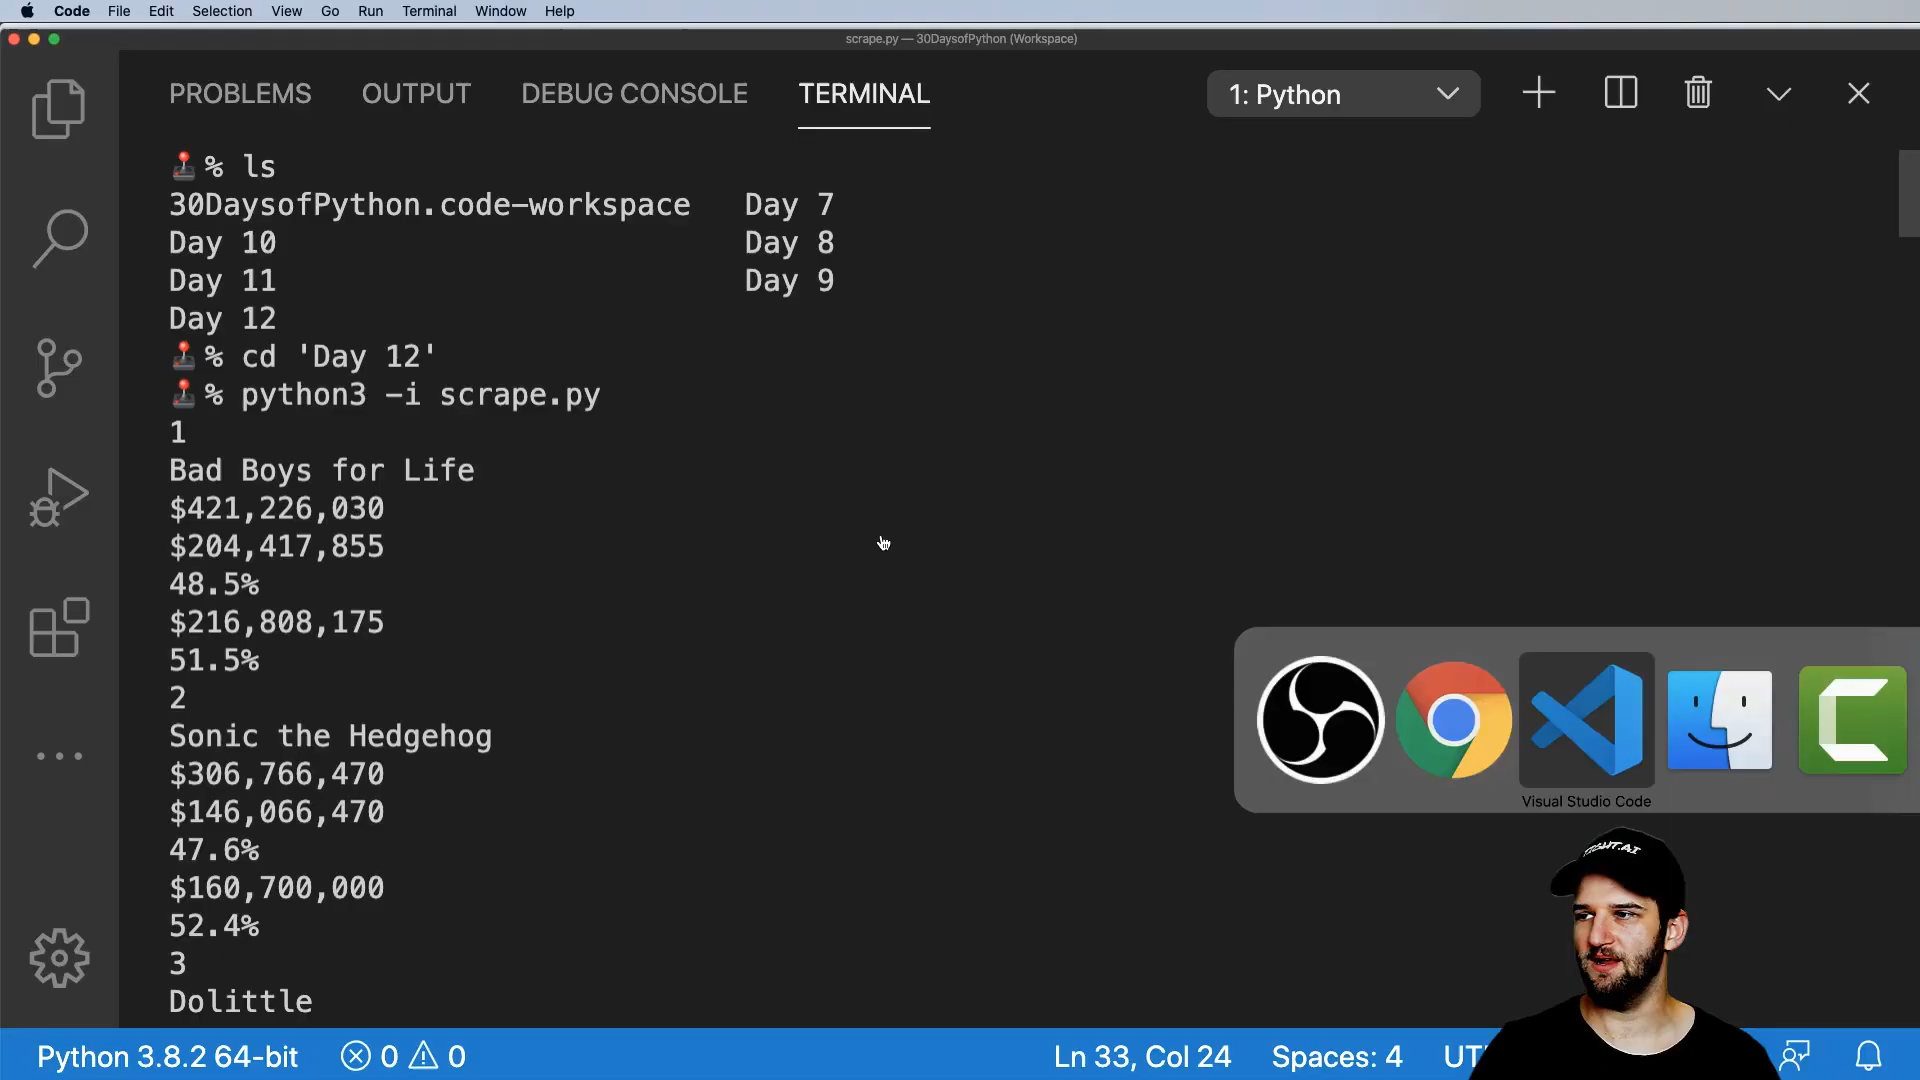 Code File Edit Selection View Go Run Terminal Window Help
scrape.py — 30DaysofPython (Workspace)
PROBLEMS OUTPUT DEBUG CONSOLE TERMINAL 1: Python
% ls
30DaysofPython.code-workspace Day 7
Day 10 Day 8
Day 11 Day 9
Day 12
% cd 'Day 12'
% python3 -i scrape.py
1
Bad Boys for Life
$421,226,030
$204,417,855
48.5%
$216,808,175
51.5%
2
Sonic the Hedgehog
$306,766,470
$146,066,470
47.6%
$160,700,000
52.4%
3
Dolittle
Visual Studio Code
Python 3.8.2 64-bit 0 0 Ln 33, Col 24 Spaces: 4